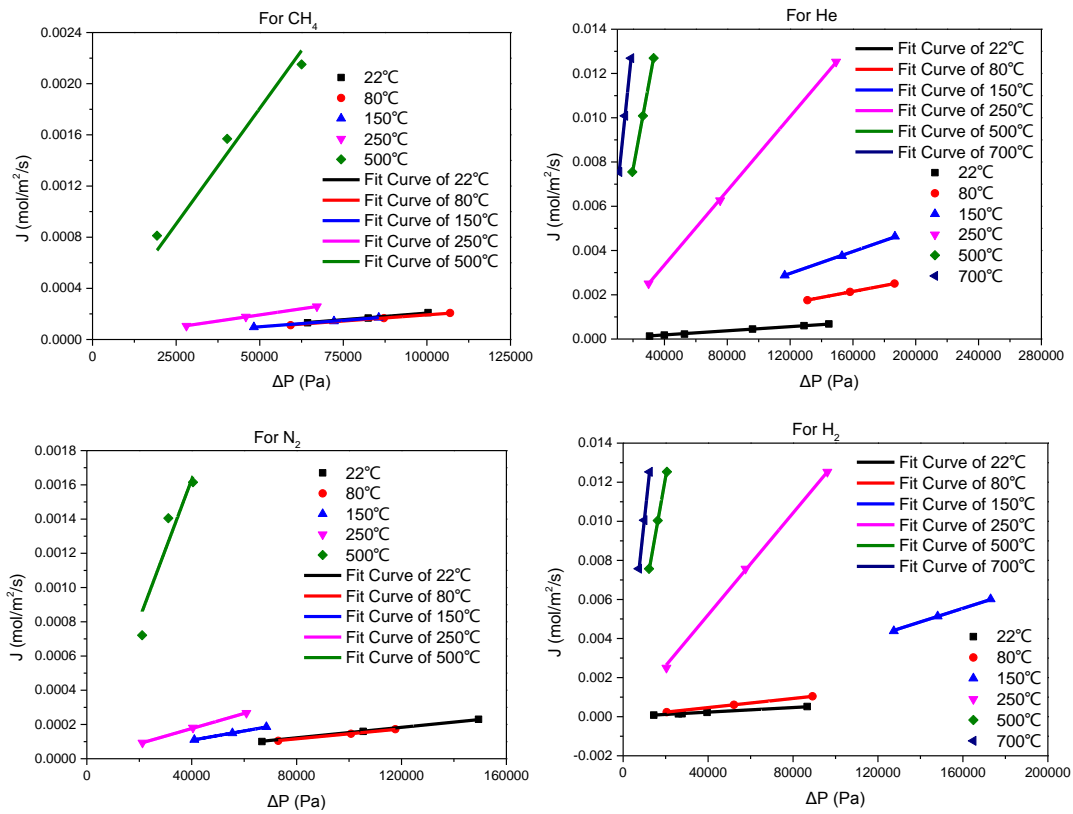 For CH₄
0.0024
0.0016
0.0008
0.0000
J (mol/m²/s)
22℃
80℃
150℃
250℃
500℃
Fit Curve of 22℃
Fit Curve of 80℃
Fit Curve of 150℃
Fit Curve of 250℃
Fit Curve of 500℃
0 25000 50000 75000 100000 125000
ΔP (Pa)
For He
0.014
0.012
0.010
0.008
0.006
0.004
0.002
0.000
J (mol/m²/s)
Fit Curve of 22℃
Fit Curve of 80℃
Fit Curve of 150℃
Fit Curve of 250℃
Fit Curve of 500℃
Fit Curve of 700℃
22℃
80℃
150℃
250℃
500℃
700℃
40000 80000 120000 160000 200000 240000 280000
ΔP (Pa)
For N₂
0.0018
0.0016
0.0014
0.0012
0.0010
0.0008
0.0006
0.0004
0.0002
0.0000
J (mol/m²/s)
22℃
80℃
150℃
250℃
500℃
Fit Curve of 22℃
Fit Curve of 80℃
Fit Curve of 150℃
Fit Curve of 250℃
Fit Curve of 500℃
0 40000 80000 120000 160000
ΔP (Pa)
For H₂
0.014
0.012
0.010
0.008
0.006
0.004
0.002
0.000
-0.002
J (mol/m²/s)
Fit Curve of 22℃
Fit Curve of 80℃
Fit Curve of 150℃
Fit Curve of 250℃
Fit Curve of 500℃
Fit Curve of 700℃
22℃
80℃
150℃
250℃
500℃
700℃
0 40000 80000 120000 160000 200000
ΔP (Pa)